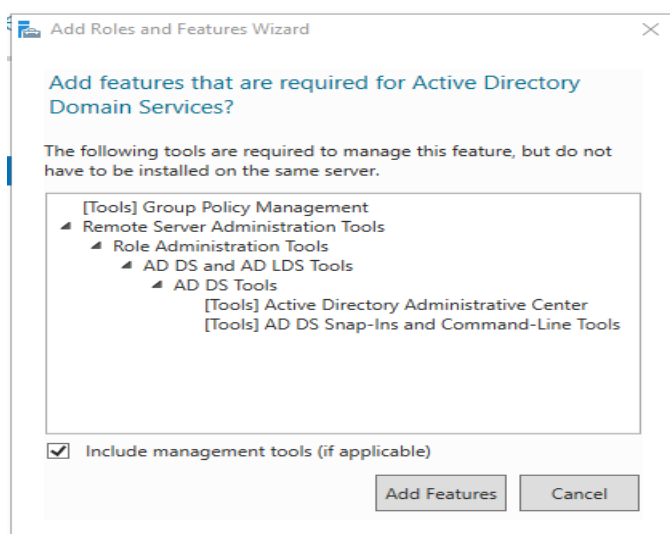 Add Roles and Features Wizard
Add features that are required for Active Directory
Domain Services?
The following tools are required to manage this feature, but do not
have to be installed on the same server.
[Tools] Group Policy Management
Remote Server Administration Tools
Role Administration Tools
AD DS and AD LDS Tools
AD DS Tools
[Tools] Active Directory Administrative Center
[Tools] AD DS Snap-Ins and Command-Line Tools
Include management tools (if applicable)
Add Features
Cancel